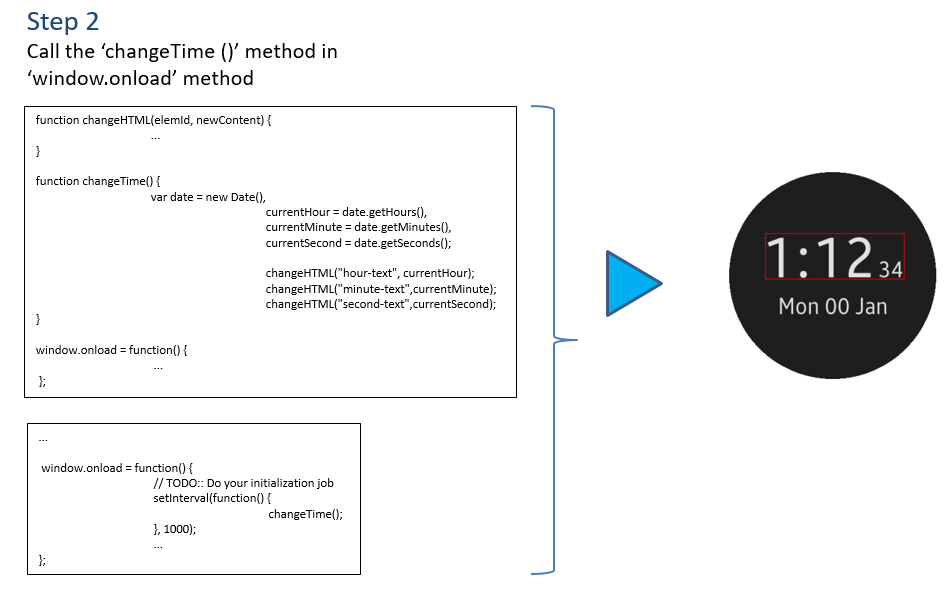 Step 2
Call the ‘changeTime ()’ method in
‘window.onload’ method
function changeHTML(elemId, newContent) {
...
}
function changeTime() {
var date = new Date(),
currentHour = date.getHours(),
currentMinute = date.getMinutes(),
currentSecond = date.getSeconds();
changeHTML("hour-text", currentHour);
changeHTML("minute-text",currentMinute);
changeHTML("second-text",currentSecond);
}
window.onload = function() {
...
};
...
window.onload = function() {
// TODO:: Do your initialization job
setInterval(function() {
changeTime();
}, 1000);
...
};
1:12 34
Mon 00 Jan